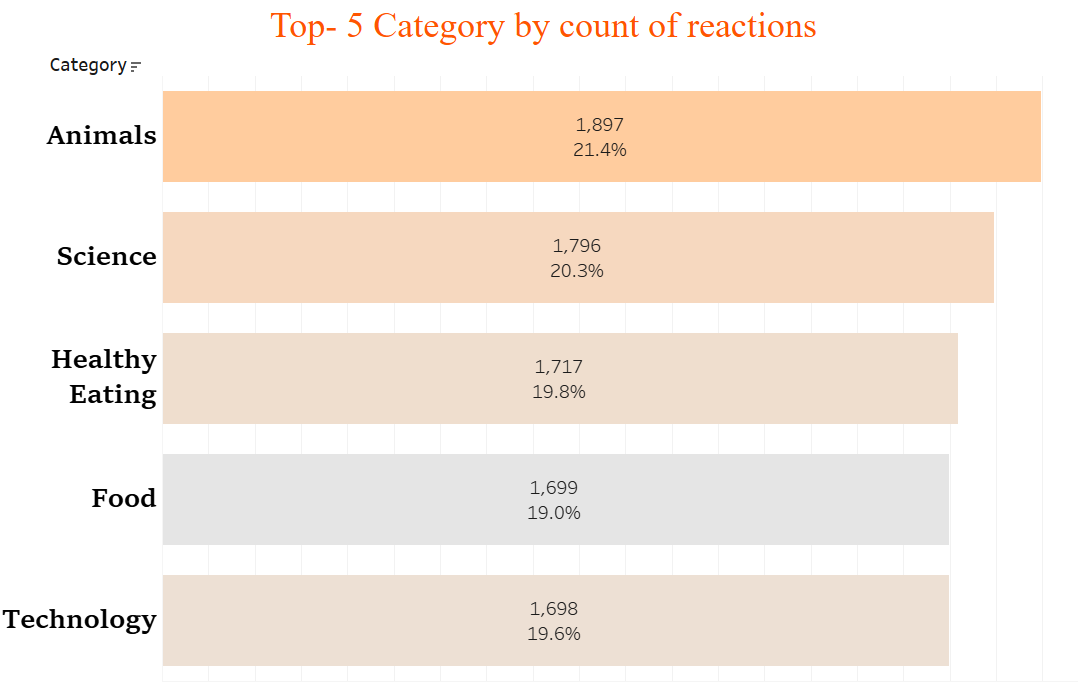 Top- 5 Category by count of reactions
Category
Animals
1,897
21.4%
Science
1,796
20.3%
Healthy
Eating
1,717
19.8%
Food
1,699
19.0%
Technology
1,698
19.6%